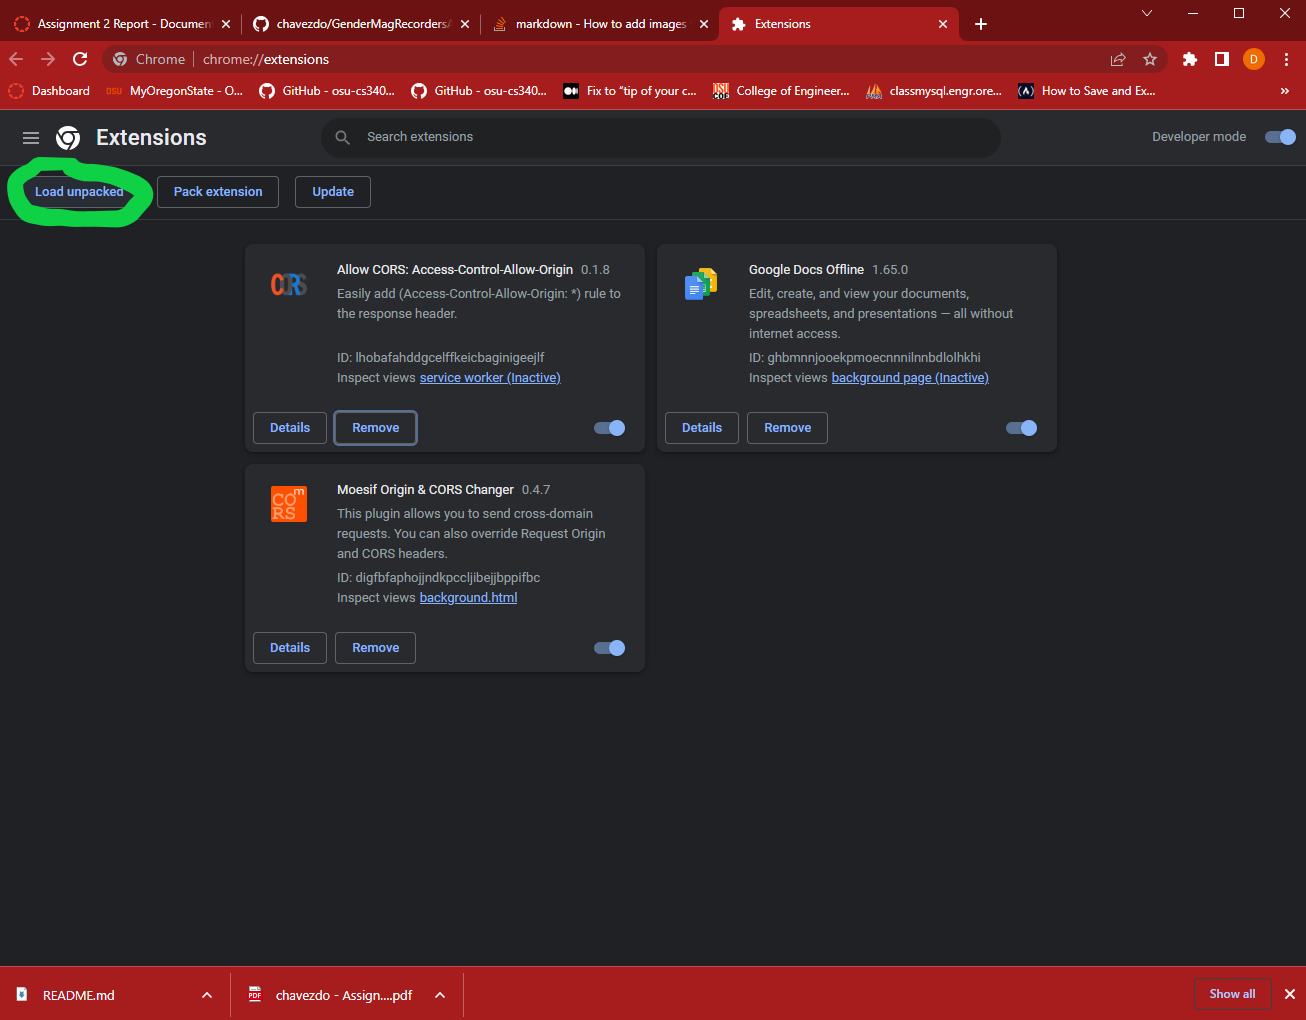 Assignment 2 Report - Documen
chavezdo/GenderMagRecordersA
markdown - How to add images
Extensions
Chrome
chrome://extensions
D
Dashboard
OSU
MyOregonState - O...
GitHub - osu-cs340...
GitHub - osu-cs340...
Fix to “tip of your c...
College of Engineer...
classmysql.engr.ore...
How to Save and Ex...
»
Extensions
Search extensions
Developer mode
Load unpacked
Pack extension
Update
CORS
Allow CORS: Access-Control-Allow-Origin 0.1.8
Easily add (Access-Control-Allow-Origin: *) rule to
the response header.
ID: lhobafahddgcelffkeicbaginigeejlf
Inspect views service worker (Inactive)
Details
Remove
Google Docs Offline 1.65.0
Edit, create, and view your documents,
spreadsheets, and presentations — all without
internet access.
ID: ghbmnnjooekpmoecnnnilnnbdlolhkhi
Inspect views background page (Inactive)
Details
Remove
CORS m
Moesif Origin & CORS Changer 0.4.7
This plugin allows you to send cross-domain
requests. You can also override Request Origin
and CORS headers.
ID: digfbfaphojjndkpccljibejjbppifbc
Inspect views background.html
Details
Remove
README.md
PDF
chavezdo - Assign....pdf
Show all